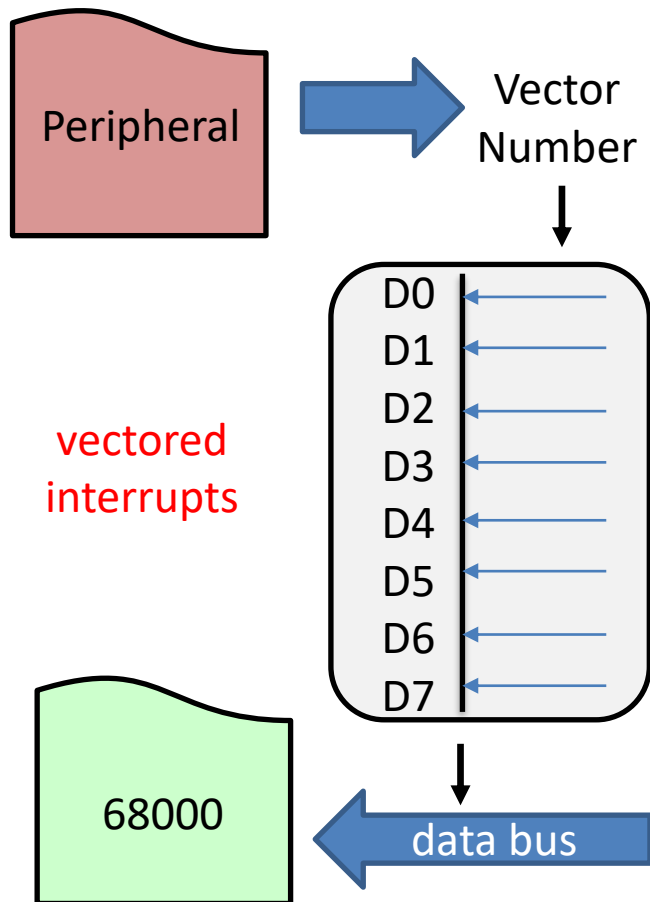 Peripheral
Vector
Number
D0
D1
D2
D3
D4
D5
D6
D7
vectored
interrupts
68000
data bus